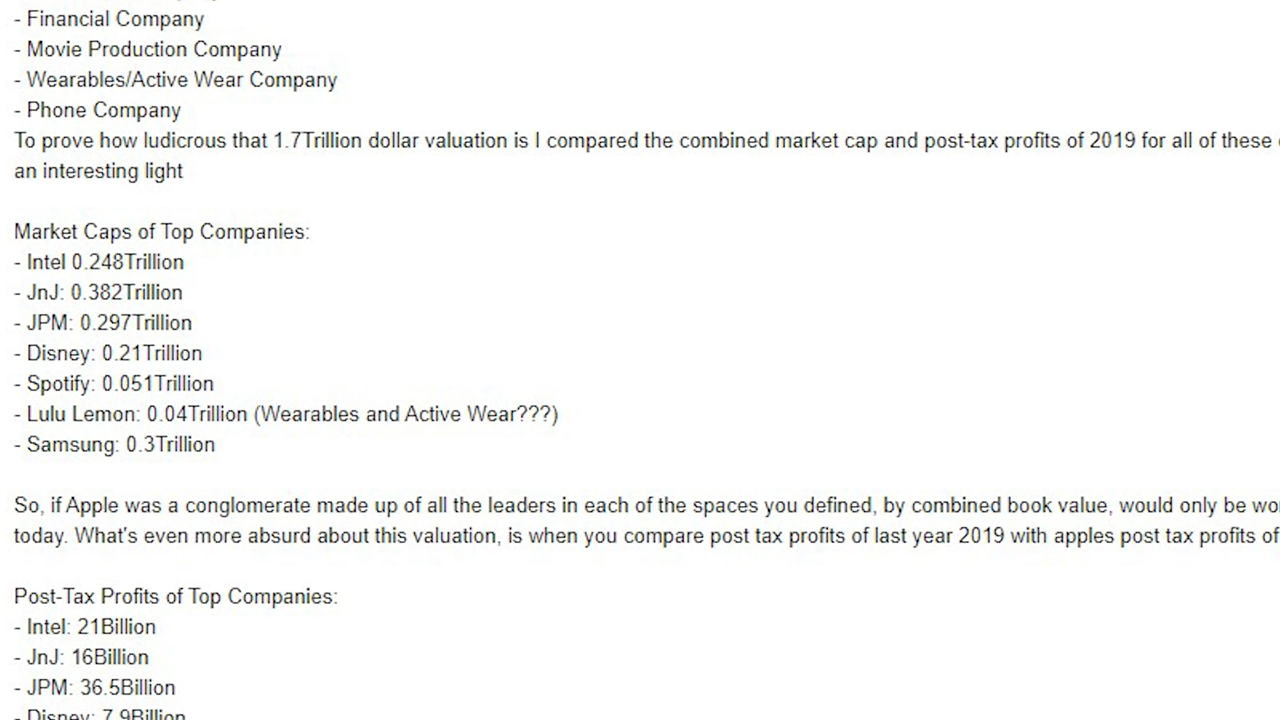 - Financial Company
- Movie Production Company
- Wearables/Active Wear Company
- Phone Company
To prove how ludicrous that 1.7Trillion dollar valuation is I compared the combined market cap and post-tax profits of 2019 for all of these
an interesting light
Market Caps of Top Companies:
- Intel 0.248Trillion
- JnJ: 0.382Trillion
- JPM: 0.297Trillion
- Disney: 0.21Trillion
- Spotify: 0.051Trillion
- Lulu Lemon: 0.04Trillion (Wearables and Active Wear???)
- Samsung: 0.3Trillion
So, if Apple was a conglomerate made up of all the leaders in each of the spaces you defined, by combined book value, would only be
today. What's even more absurd about this valuation, is when you compare post tax profits of last year 2019 with apples post tax profits of
Post-Tax Profits of Top Companies:
- Intel: 21Billion
- JnJ: 16Billion
- JPM: 36.5Billion
- Disney: 7.9Billion